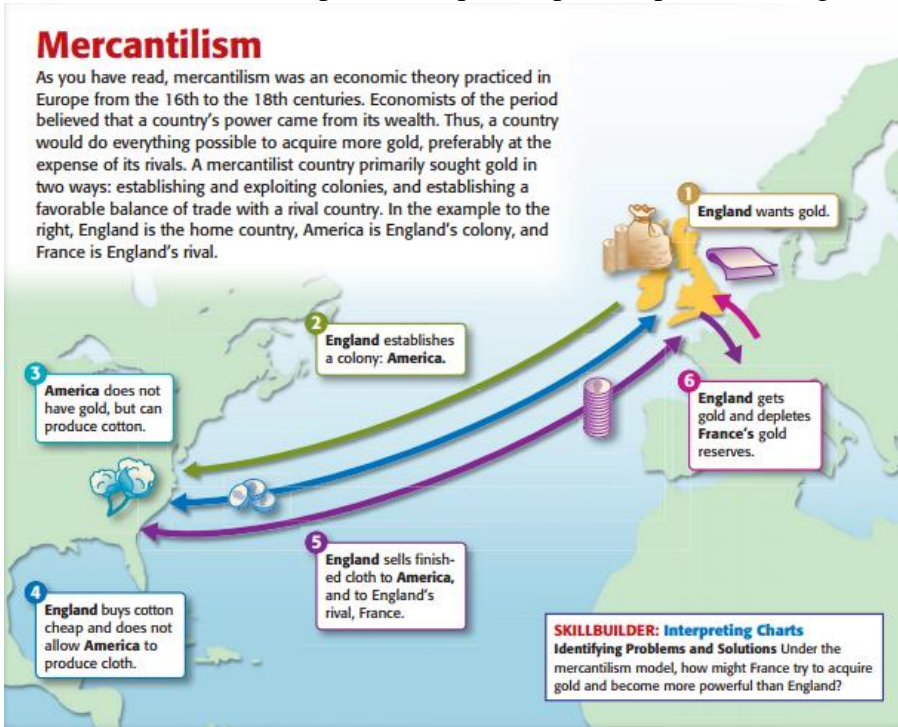 Mercantilism
As you have read, mercantilism was an economic theory practiced in
Europe from the 16th to the 18th centuries. Economists of the period
believed that a country's power came from its wealth. Thus, a country
would do everything possible to acquire more gold, preferably at the
expense of its rivals. A mercantilist country primarily sought gold in
two ways: establishing and exploiting colonies, and establishing a
favorable balance of trade with a rival country. In the example to the
right, England is the home country, America is England's colony, and
France is England's rival.
1
England wants gold.
2
England establishes
a colony: America.
3
America does not
have gold, but can
produce cotton.
4
England buys cotton
cheap and does not
allow America to
produce cloth.
5
England sells finish-
ed cloth to America,
and to England's
rival, France.
6
England gets
gold and depletes
France's gold
reserves.
SKILLBUILDER: Interpreting Charts
Identifying Problems and Solutions Under the
mercantilism model, how might France try to acquire
gold and become more powerful than England?